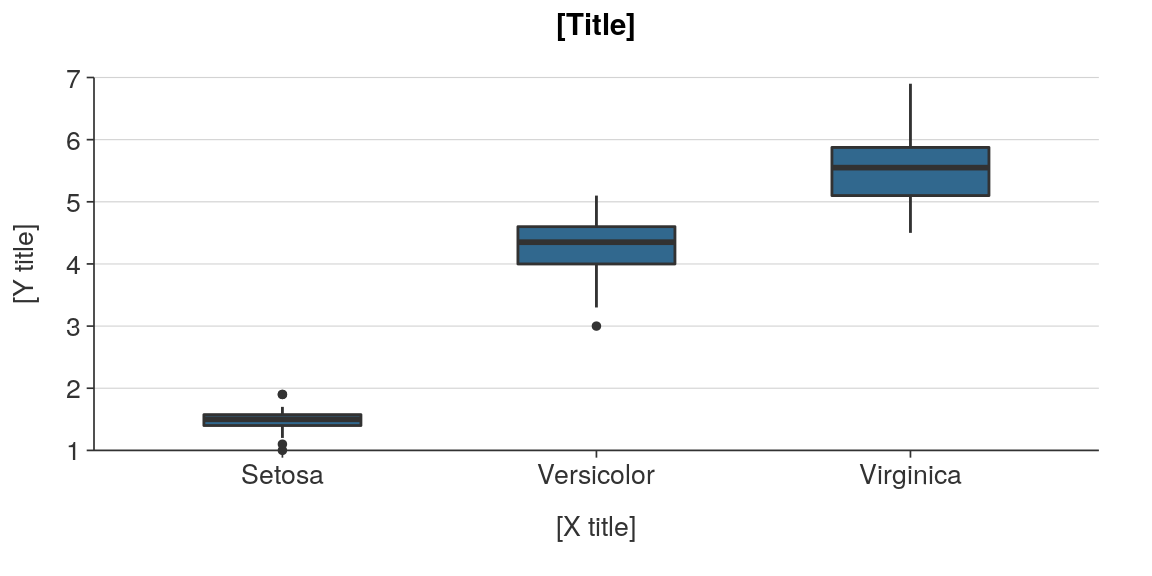 [Title]
7
6
5
4
3
2
1
[Y title]
Setosa
Versicolor
Virginica
[X title]